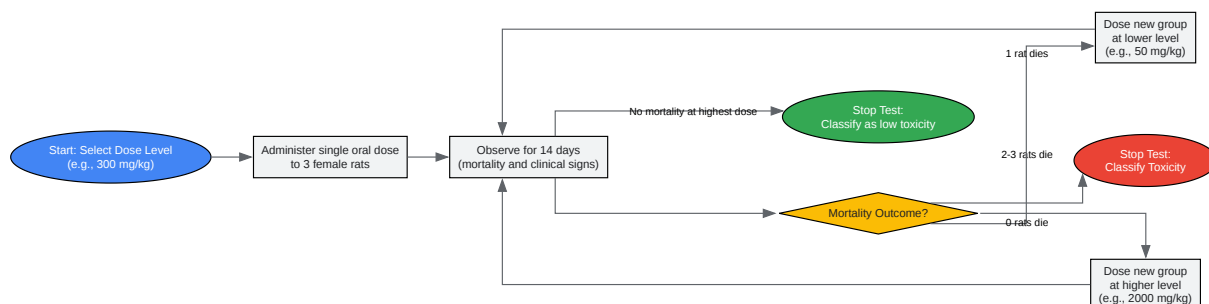 Start: Select Dose Level
(e.g., 300 mg/kg)
Administer single oral dose
to 3 female rats
Observe for 14 days
(mortality and clinical signs)
No mortality at highest dose
Stop Test:
Classify as low toxicity
Mortality Outcome?
1 rat dies
Dose new group
at lower level
(e.g., 50 mg/kg)
2-3 rats die
Stop Test:
Classify Toxicity
0 rats die
Dose new group
at higher level
(e.g., 2000 mg/kg)